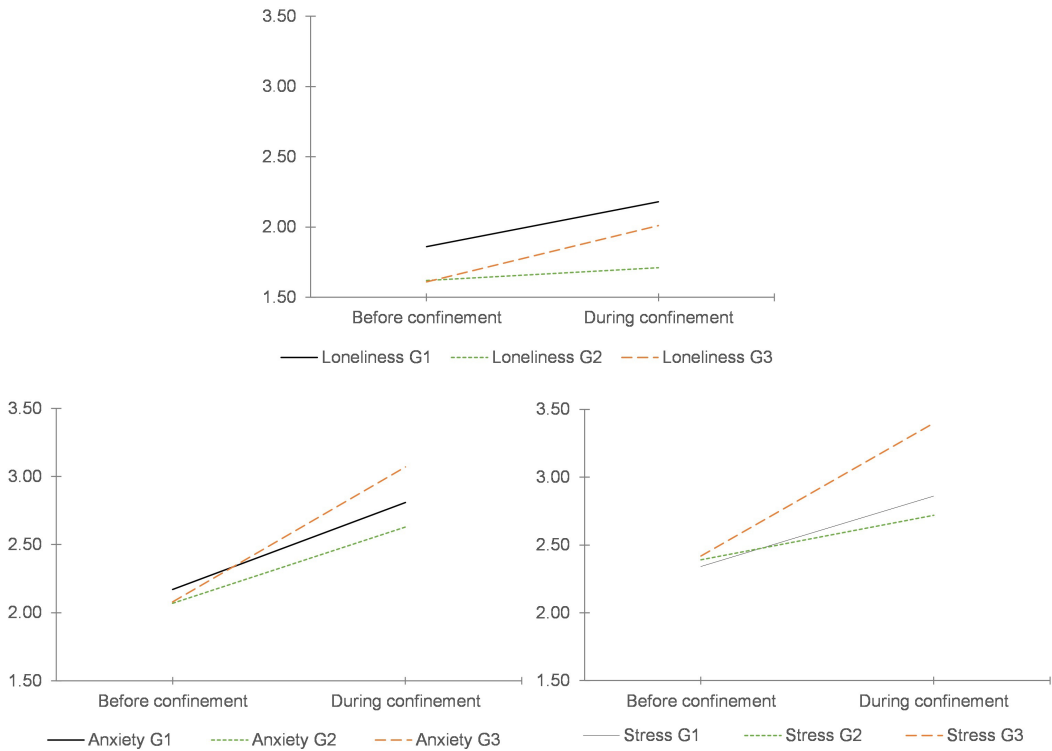 3.50
3.00
2.50
2.00
1.50
Before confinement During confinement
Loneliness G1 Loneliness G2 Loneliness G3
3.50
3.00
2.50
2.00
1.50
Before confinement During confinement
Anxiety G1 Anxiety G2 Anxiety G3
3.50
3.00
2.50
2.00
1.50
Before confinement During confinement
Stress G1 Stress G2 Stress G3